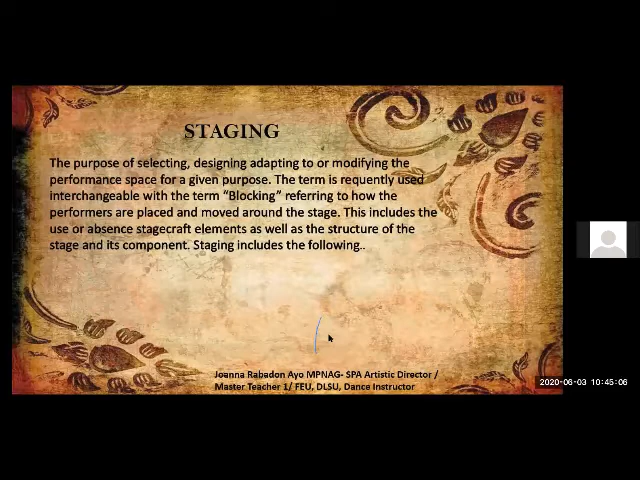 STAGING
The purpose of selecting, designing adapting to or modifying the
performance space for a given purpose. The term is requently used
interchangeable with the term “Blocking” referring to how the
performers are placed and moved around the stage. This includes the
use or absence stagecraft elements as well as the structure of the
stage and its component. Staging includes the following..
Joanna Rabadon Ayo MPNAG- SPA Artistic Director /
Master Teacher 1/ FEU, DLSU, Dance Instructor
2020-06-03 10:45:06